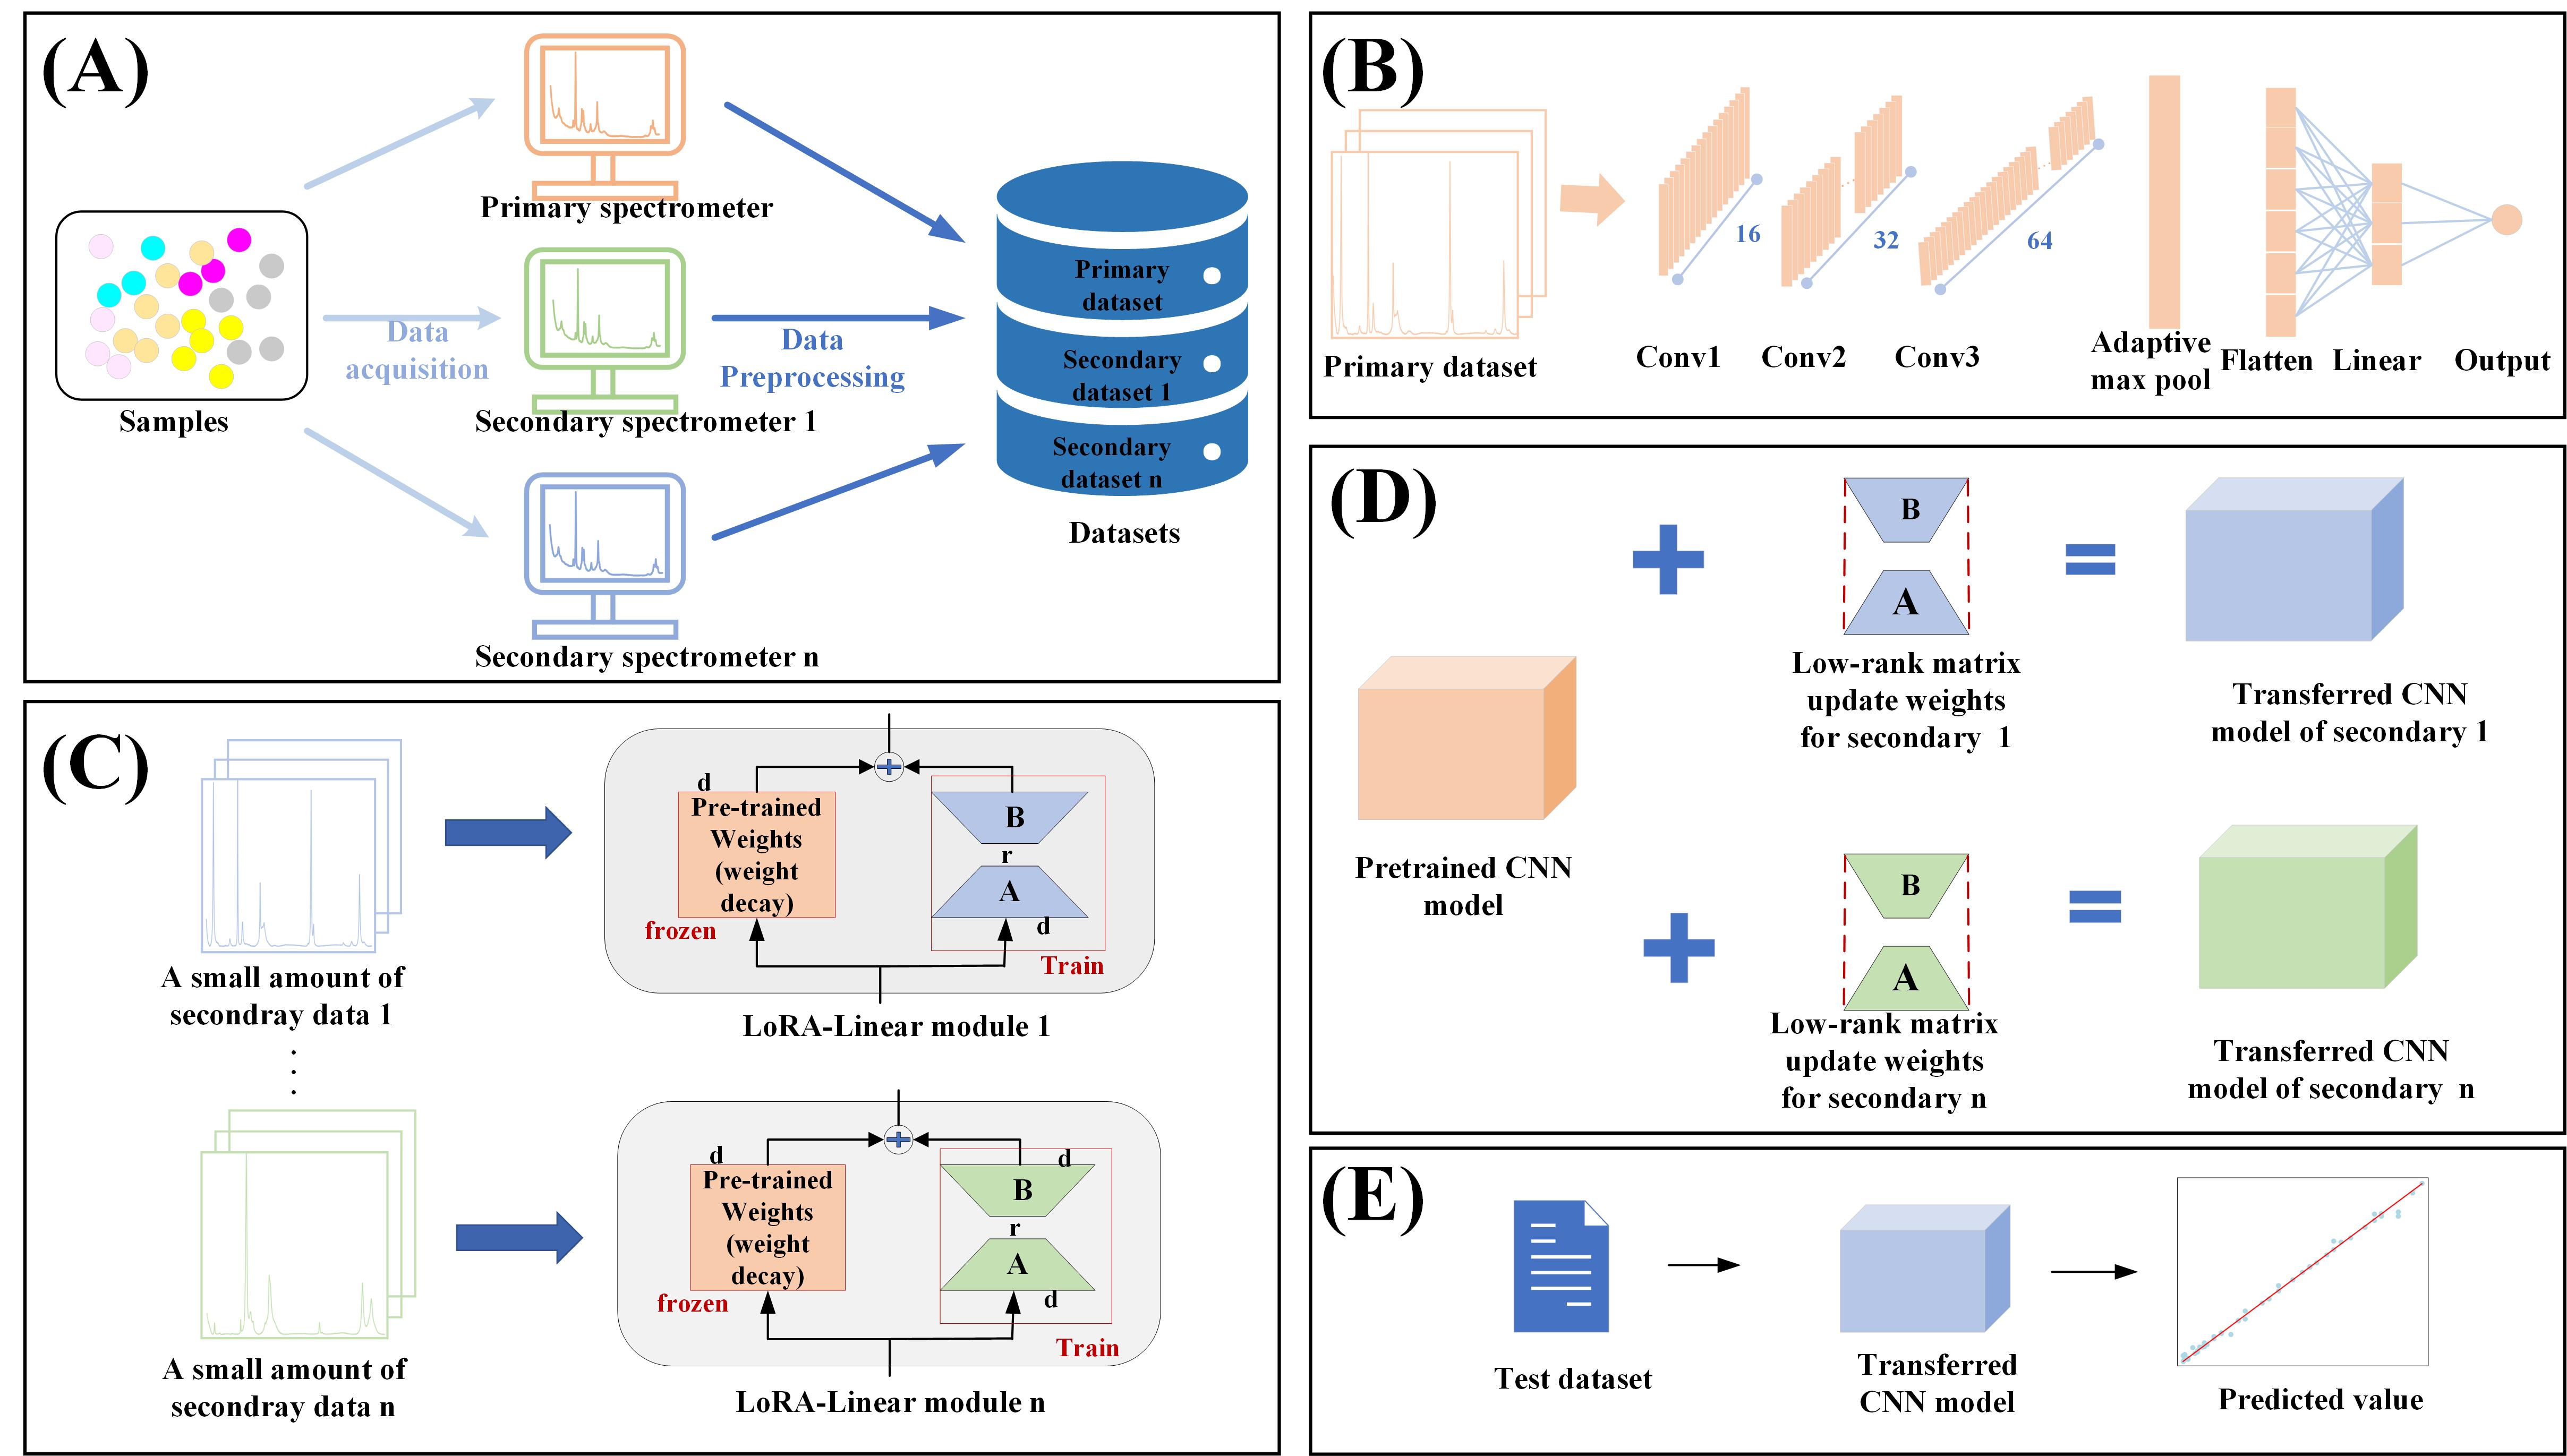 (A)
Primary spectrometer
Data
acquisition
Samples
Secondary spectrometer 1
Data
Preprocessing
Secondary spectrometer n
Primary
dataset
Secondary
dataset 1
Secondary
dataset n
Datasets
(B)
Primary dataset
16
32
64
Conv1
Conv2
Conv3
Adaptive
max pool
Flatten
Linear
Output
(C)
A small amount of
secondray data 1
d
Pre-trained
Weights
(weight
decay)
frozen
B
r
A
d
Train
LoRA-Linear module 1
A small amount of
secondray data n
d
Pre-trained
Weights
(weight
decay)
frozen
d
B
r
A
d
Train
LoRA-Linear module n
(D)
Pretrained CNN
model
B
A
Low-rank matrix
update weights
for secondary 1
Transferred CNN
model of secondary 1
B
A
Low-rank matrix
update weights
for secondary n
Transferred CNN
model of secondary n
(E)
Test dataset
Transferred
CNN model
Predicted value